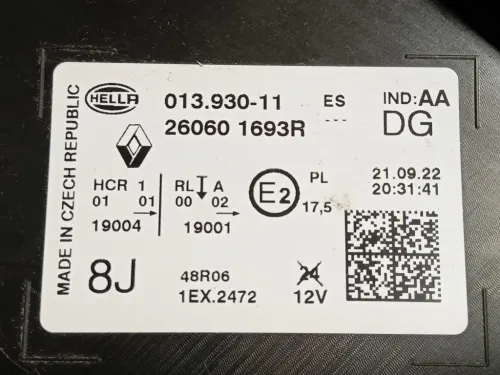 HELLA
013.930-11 ES IND:AA
26060 1693R --- DG
MADE IN CZECH REPUBLIC
HCR 1 RL A E2 PL 21.09.22
01 01 00 02 17,5 20:31:41
19004 19001
8J 48R06 24
1EX.2472 12V